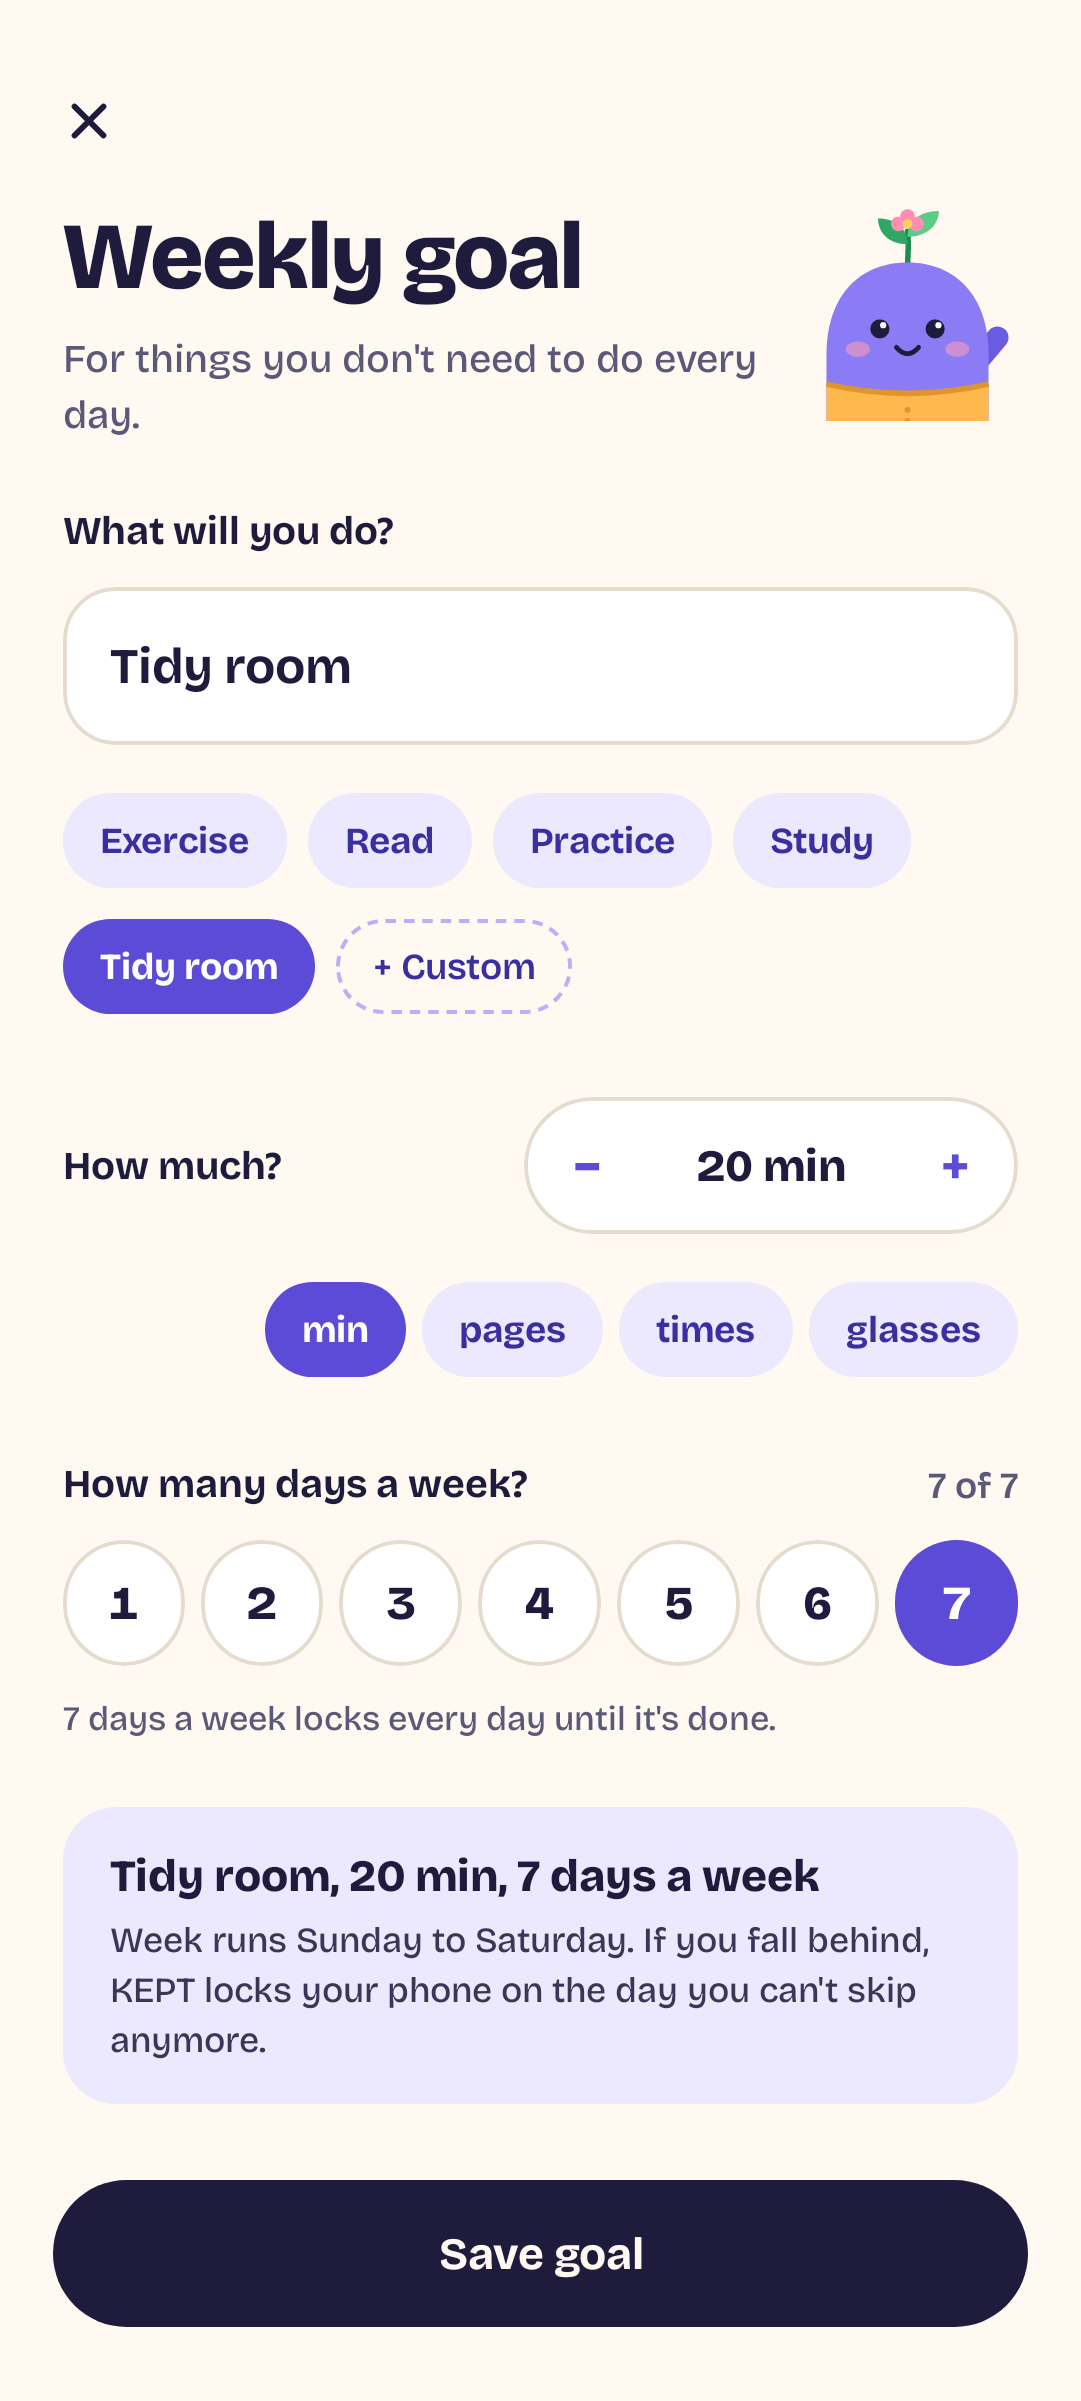 Weekly goal
For things you don't need to do every
day.
What will you do?
Tidy room
Exercise Read Practice Study
Tidy room + Custom
How much? − 20 min +
min pages times glasses
How many days a week? 7 of 7
1 2 3 4 5 6 7
7 days a week locks every day until it's done.
Tidy room, 20 min, 7 days a week
Week runs Sunday to Saturday. If you fall behind,
KEPT locks your phone on the day you can't skip
anymore.
Save goal